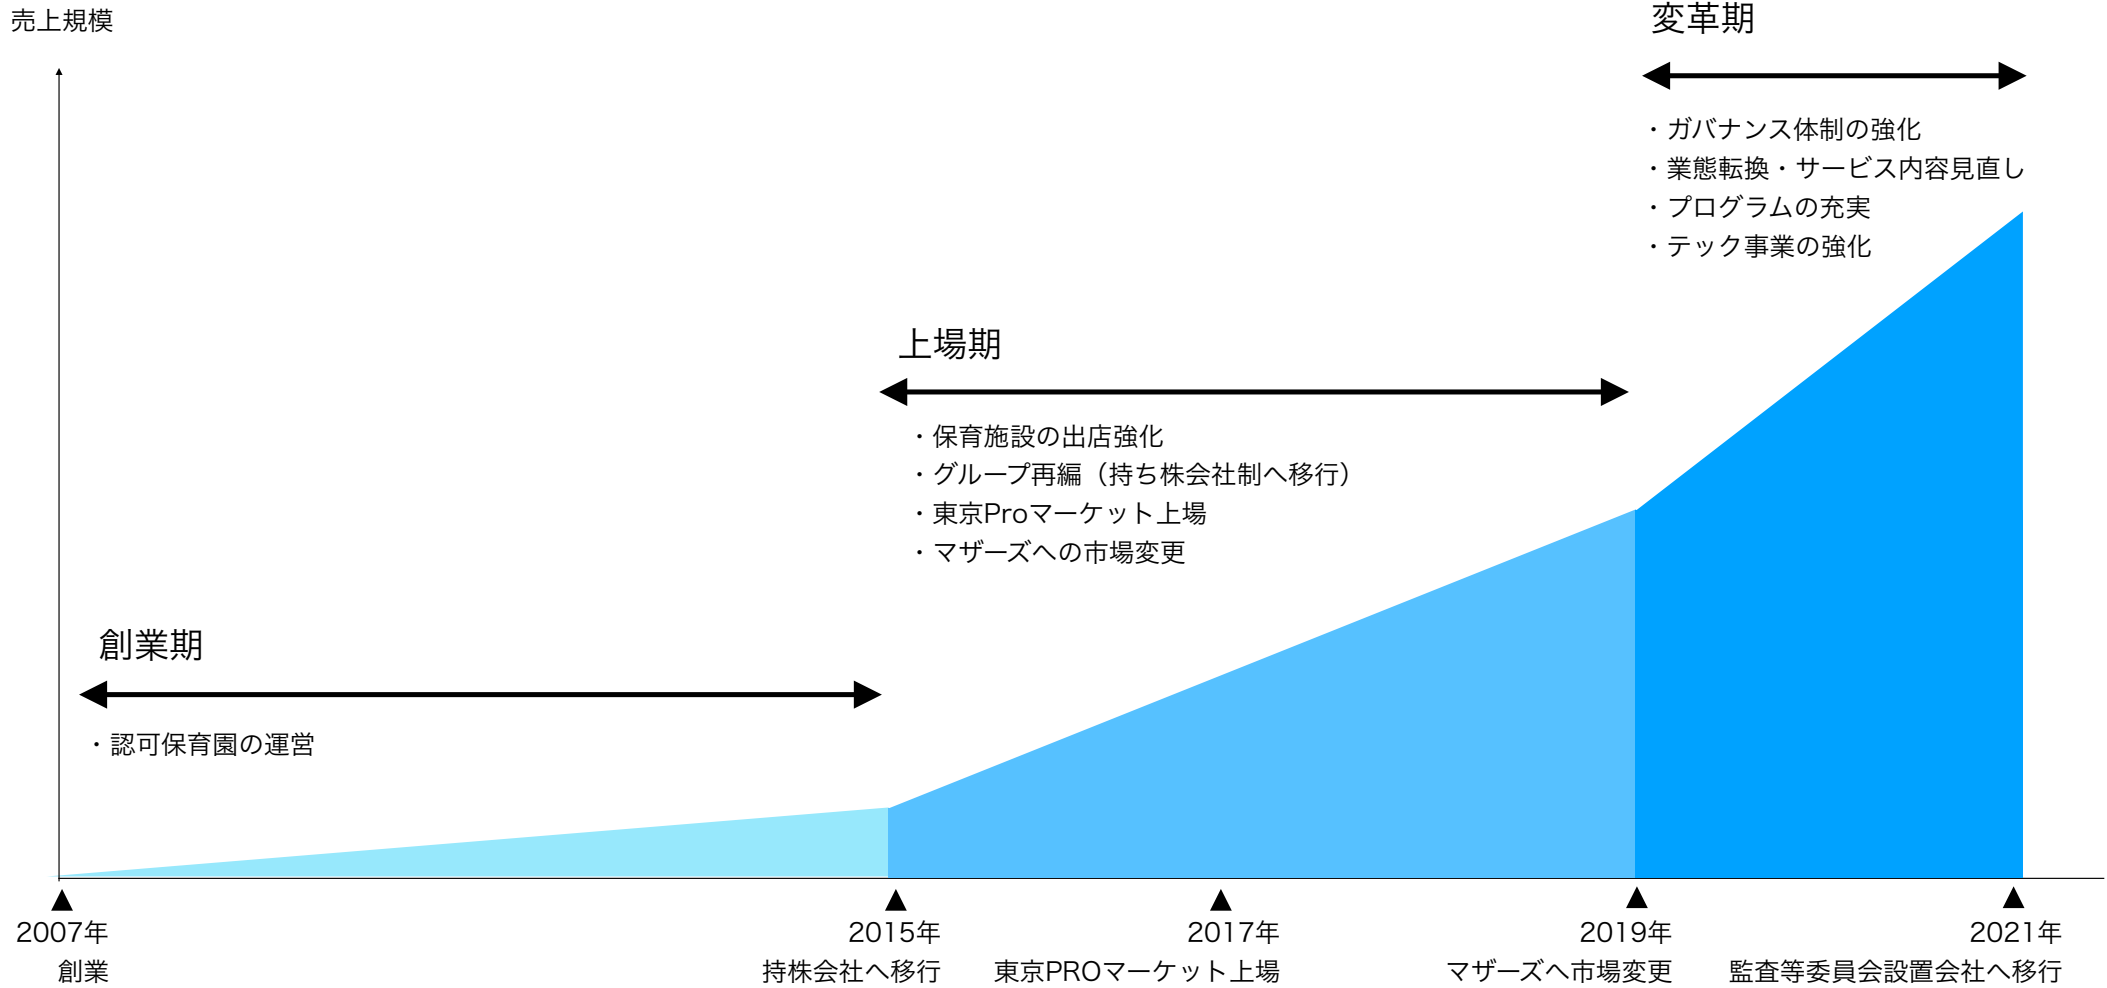 売上規模
変革期
・ガバナンス体制の強化
・業態転換・サービス内容見直し
・プログラムの充実
・テック事業の強化
上場期
・保育施設の出店強化
・グループ再編（持ち株会社制へ移行）
・東京Proマーケット上場
・マザーズへの市場変更
創業期
・認可保育園の運営
2007年
創業
2015年
持株会社へ移行
2017年
東京PROマーケット上場
2019年
マザーズへ市場変更
2021年
監査等委員会設置会社へ移行